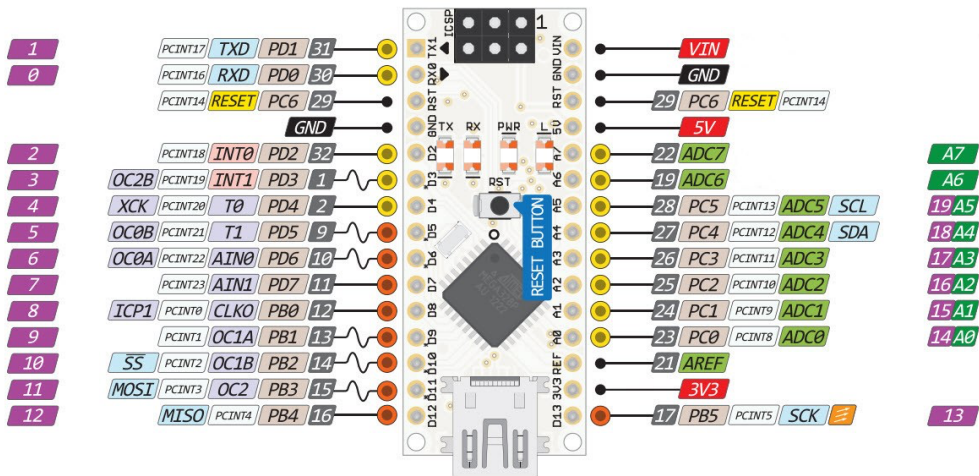 ICSP 1
1 PCINT17 TXD PD1 31 TX1 VIN VIN
0 PCINT16 RXD PD0 30 RX0 GND GND
PCINT14 RESET PC6 29 RST RST 29 PC6 RESET PCINT14
GND GND 5V 5V
TX RX PWR L
2 PCINT18 INT0 PD2 32 D2 A7 22 ADC7 A7
3 OC2B PCINT19 INT1 PD3 1 D3 A6 19 ADC6 A6
RST
4 XCK PCINT20 T0 PD4 2 D4 A5 28 PC5 PCINT13 ADC5 SCL 19 A5
5 OC0B PCINT21 T1 PD5 9 D5 A4 27 PC4 PCINT12 ADC4 SDA 18 A4
RESET BUTTON
6 OC0A PCINT22 AIN0 PD6 10 D6 A3 26 PC3 PCINT11 ADC3 17 A3
7 PCINT23 AIN1 PD7 11 D7 A2 25 PC2 PCINT10 ADC2 16 A2
8 ICP1 PCINT0 CLKO PB0 12 D8 A1 24 PC1 PCINT9 ADC1 15 A1
9 PCINT1 OC1A PB1 13 D9 A0 23 PC0 PCINT8 ADC0 14 A0
10 SS PCINT2 OC1B PB2 14 D10 REF 21 AREF
11 MOSI PCINT3 OC2 PB3 15 D11 3V3 3V3
12 MISO PCINT4 PB4 16 D12 D13 17 PB5 PCINT5 SCK 13